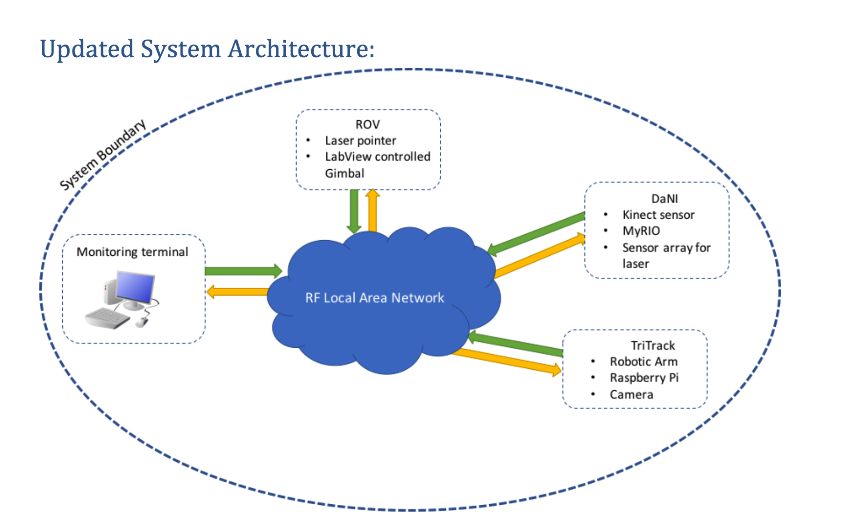 Updated System Architecture:
System Boundary
ROV
• Laser pointer
• LabView controlled
Gimbal
DaNI
• Kinect sensor
• MyRIO
• Sensor array for
laser
Monitoring terminal
RF Local Area Network
TriTrack
• Robotic Arm
• Raspberry Pi
• Camera